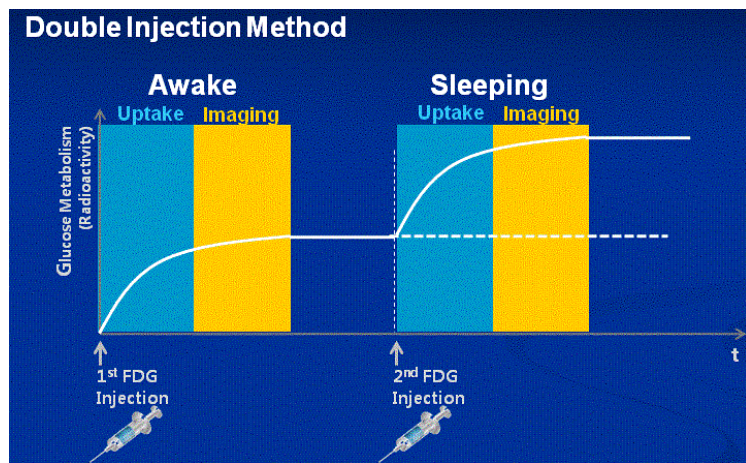 Double Injection Method
Awake
Sleeping
Uptake
Imaging
Uptake
Imaging
Glucose Metabolism
(Radioactivity)
t
1st FDG
Injection
2nd FDG
Injection